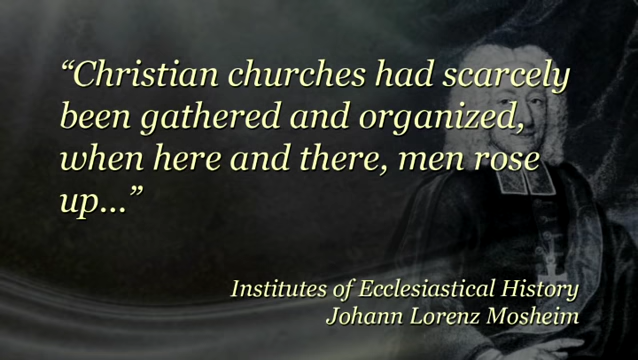 “Christian churches had scarcely
been gathered and organized,
when here and there, men rose
up...”
Institutes of Ecclesiastical History
Johann Lorenz Mosheim